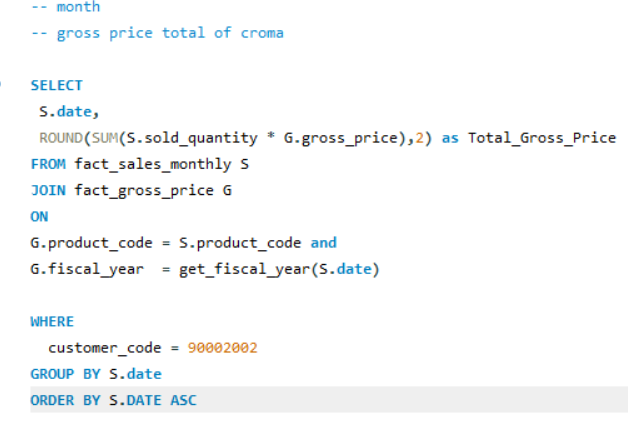 -- month
-- gross price total of croma
SELECT
S.date,
ROUND(SUM(S.sold_quantity * G.gross_price),2) as Total_Gross_Price
FROM fact_sales_monthly S
JOIN fact_gross_price G
ON
G.product_code = S.product_code and
G.fiscal_year  = get_fiscal_year(S.date)
WHERE
customer_code = 90002002
GROUP BY S.date
ORDER BY S.DATE ASC